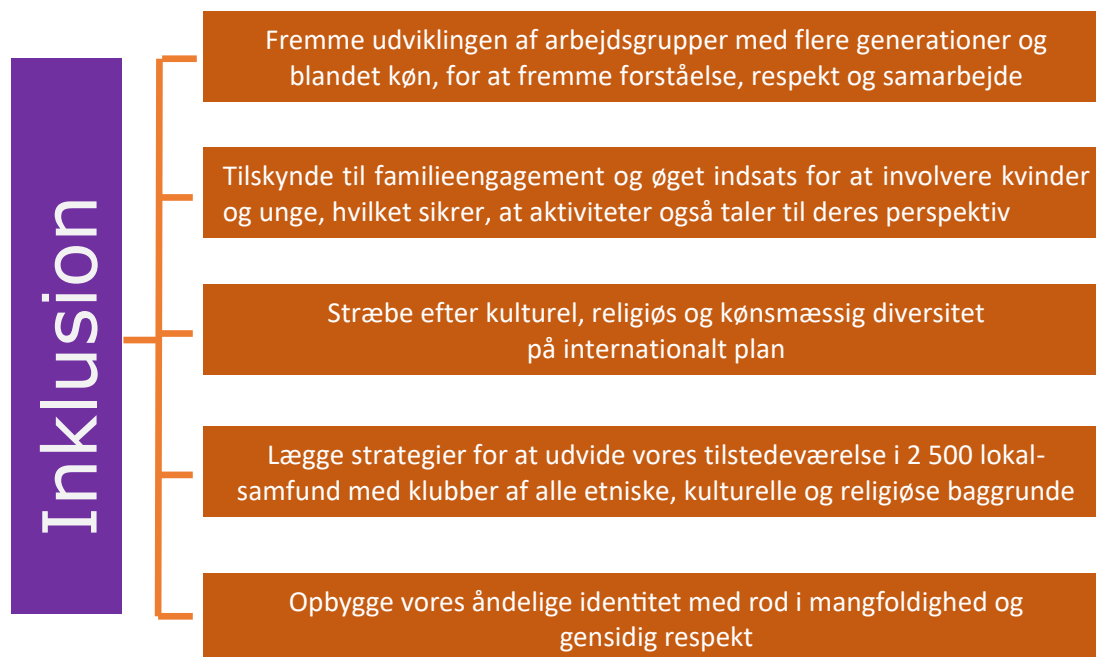 Inklusion
Fremme udviklingen af arbejdsgrupper med flere generationer og
blandet køn, for at fremme forståelse, respekt og samarbejde
Tilskynde til familieengagement og øget indsats for at involvere kvinder
og unge, hvilket sikrer, at aktiviteter også taler til deres perspektiv
Stræbe efter kulturel, religiøs og kønsmæssig diversitet
på internationalt plan
Lægge strategier for at udvide vores tilstedeværelse i 2 500 lokal-
samfund med klubber af alle etniske, kulturelle og religiøse baggrunde
Opbygge vores åndelige identitet med rod i mangfoldighed og
gensidig respekt